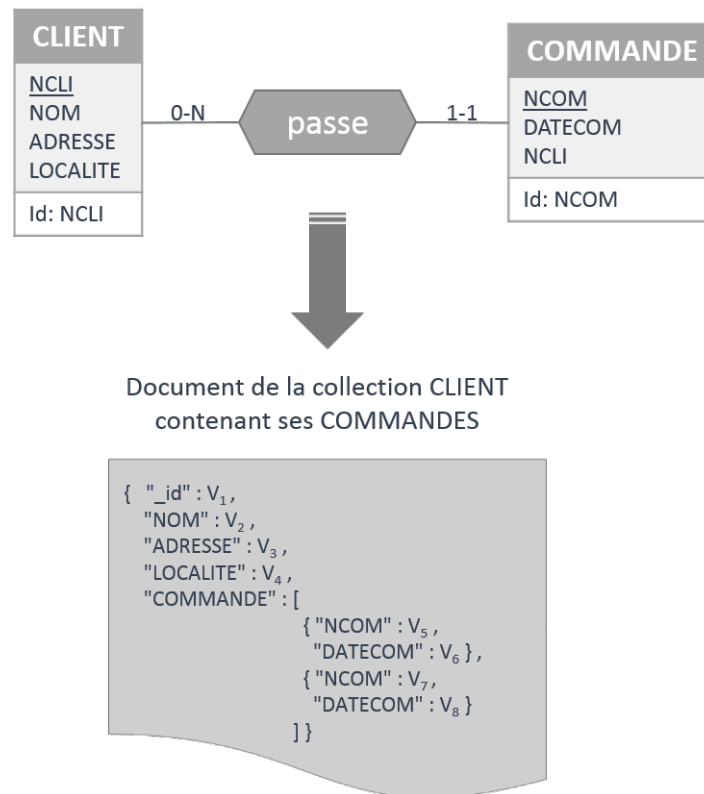 CLIENT
NCLI
NOM
ADRESSE
LOCALITE
Id: NCLI
0-N
passe
1-1
COMMANDE
NCOM
DATECOM
NCLI
Id: NCOM
Document de la collection CLIENT
contenant ses COMMANDES
{ "_id" : V₁ ,
"NOM" : V₂ ,
"ADRESSE" : V₃ ,
"LOCALITE" : V₄ ,
"COMMANDE" : [
{ "NCOM" : V₅ ,
"DATECOM" : V₆ } ,
{ "NCOM" : V₇ ,
"DATECOM" : V₈ }
] }